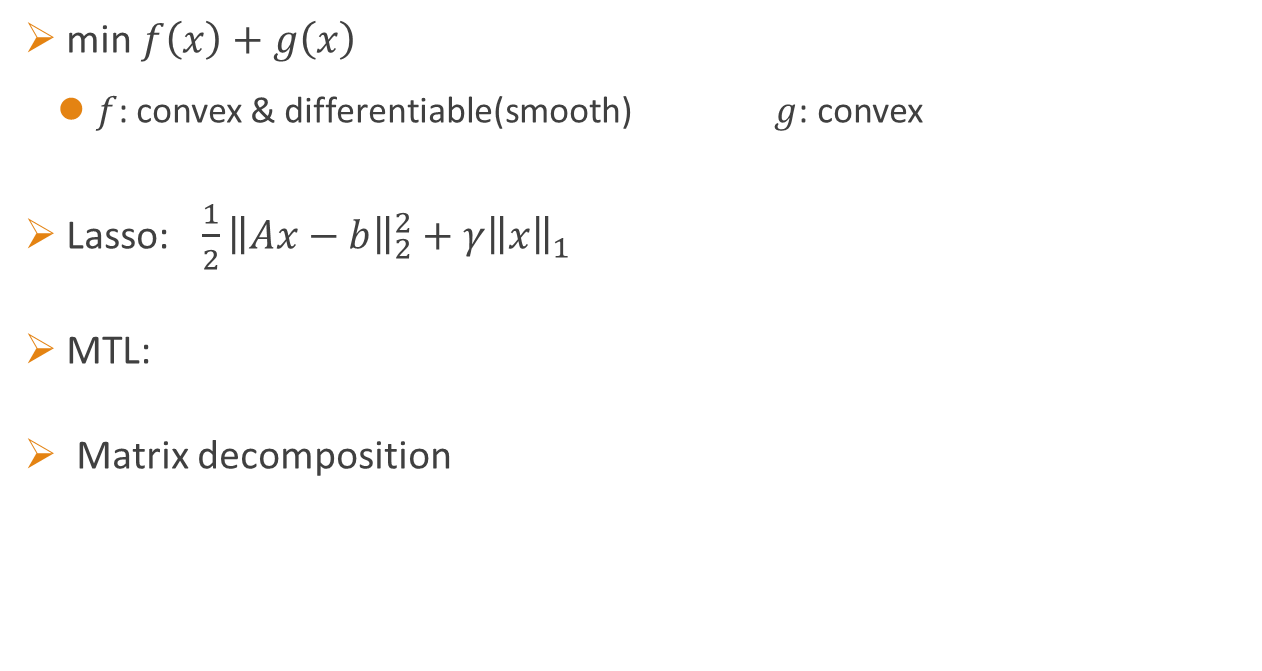 ➢ min 𝑓(𝑥) + 𝑔(𝑥)
● 𝑓: convex & differentiable(smooth) 𝑔: convex
➢ Lasso: 1/2 ‖𝐴𝑥 − 𝑏‖₂² + 𝛾‖𝑥‖₁
➢ MTL:
➢ Matrix decomposition